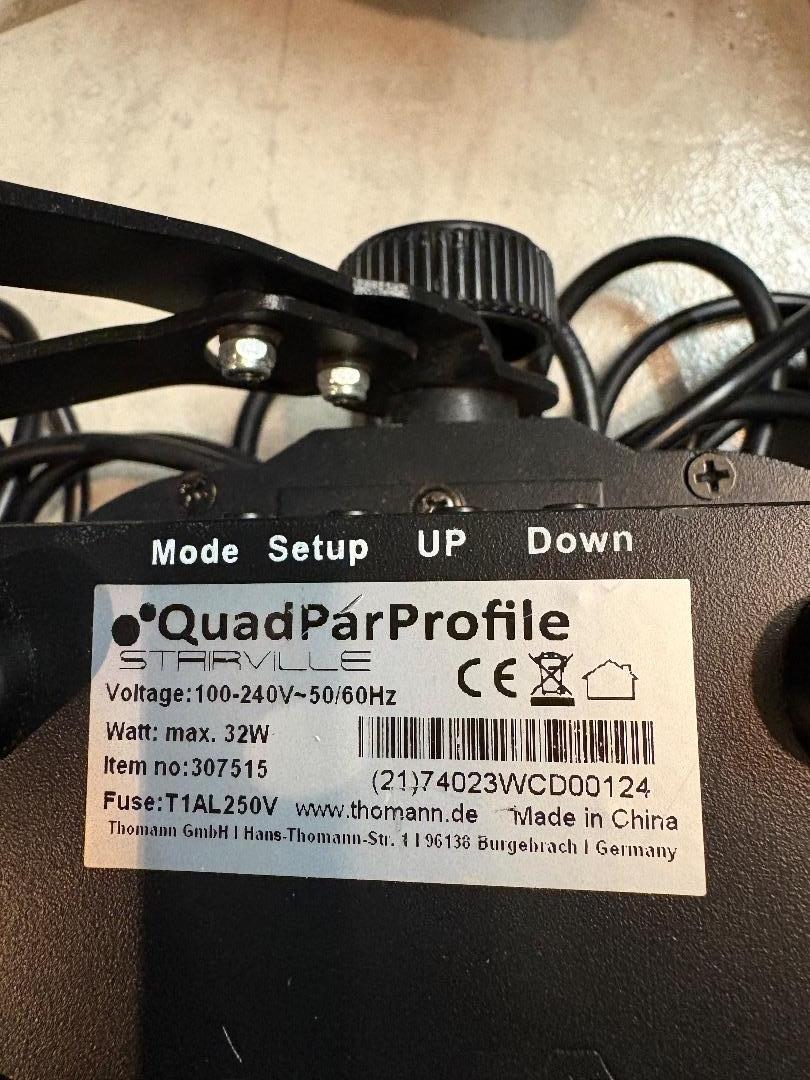 Mode Setup UP Down
QuadParProfile
STAIRVILLE
CE
Voltage:100-240V~50/60Hz
Watt: max. 32W
Item no:307515
(21)74023WCD00124
Fuse:T1AL250V www.thomann.de Made in China
Thomann GmbH I Hans-Thomann-Str. 1 I 96138 Burgebrach I Germany